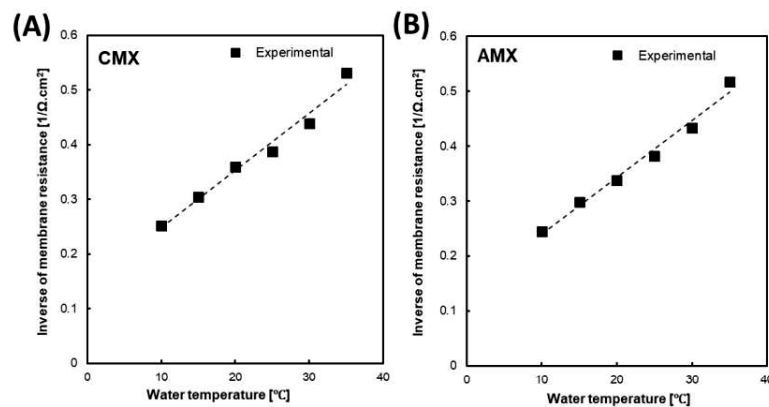 (A)
CMX
Experimental
Inverse of membrane resistance [1/Ω.cm²]
0.6
0.5
0.4
0.3
0.2
0.1
0
0 10 20 30 40
Water temperature [℃]
(B)
AMX
Experimental
Inverse of membrane resistance [1/Ω.cm²]
0.6
0.5
0.4
0.3
0.2
0.1
0
0 10 20 30 40
Water temperature [℃]